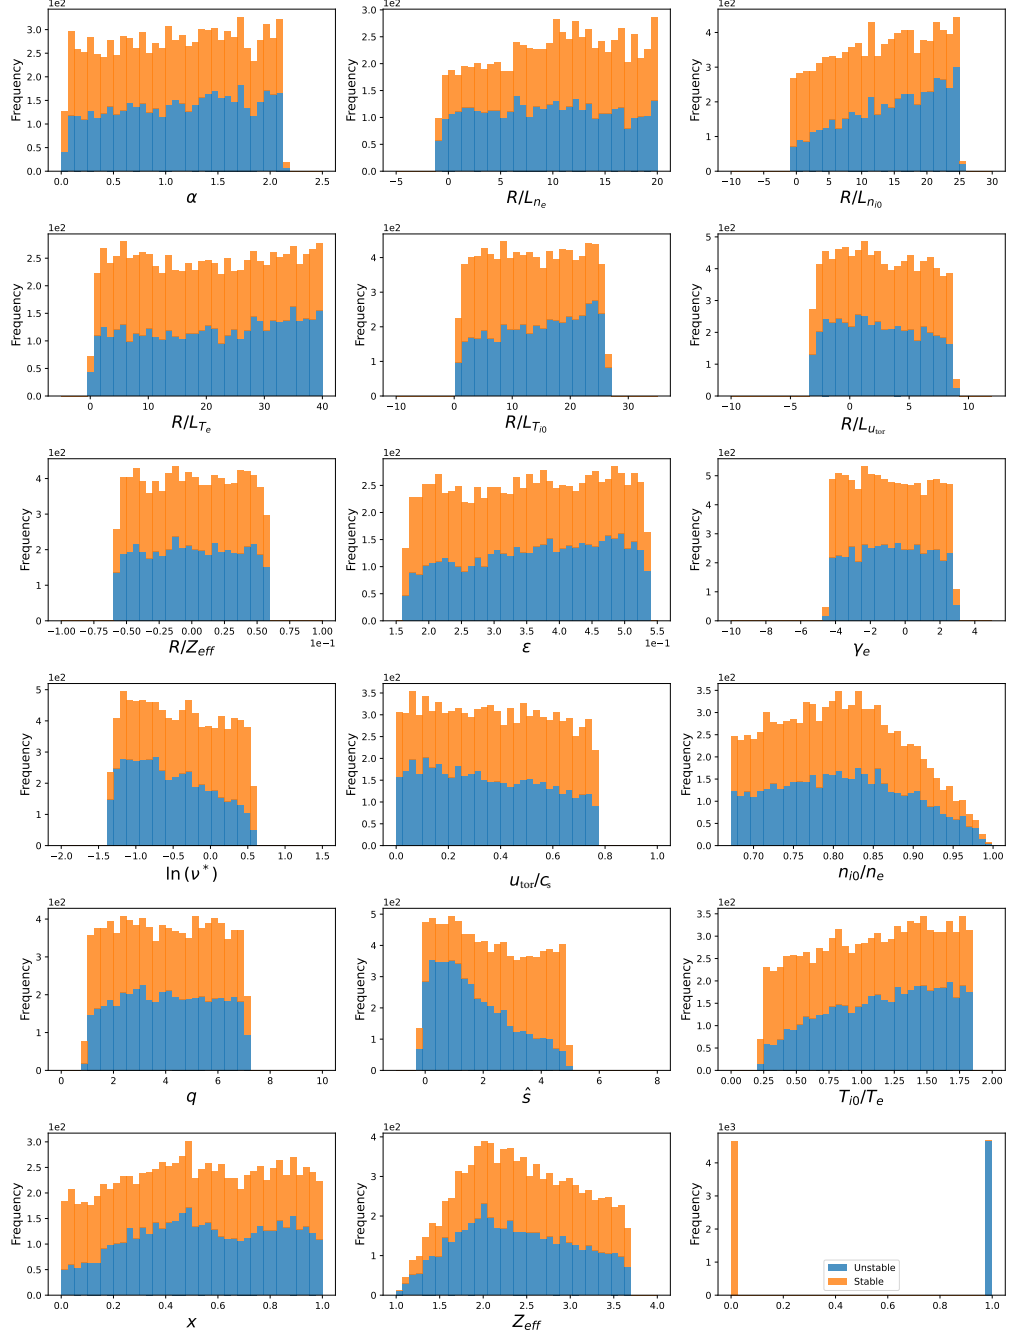 1e2
Frequency
3.0
2.5
2.0
1.5
1.0
0.5
0.0
0.0 0.5 1.0 1.5 2.0 2.5
α
1e2
Frequency
3.0
2.5
2.0
1.5
1.0
0.5
0.0
−5 0 5 10 15 20
R/L_{n_e}
1e2
Frequency
4
3
2
1
0
−10 −5 0 5 10 15 20 25 30
R/L_{n_{i0}}
1e2
Frequency
2.5
2.0
1.5
1.0
0.5
0.0
0 10 20 30 40
R/L_{T_e}
1e2
Frequency
4
3
2
1
0
−10 0 10 20 30
R/L_{T_{i0}}
1e2
Frequency
5
4
3
2
1
0
−10 −5 0 5 10
R/L_{u_{tor}}
1e2
Frequency
4
3
2
1
0
−1.00 −0.75 −0.50 −0.25 0.00 0.25 0.50 0.75 1.00
1e−1
R/Z_{eff}
1e2
Frequency
2.5
2.0
1.5
1.0
0.5
0.0
1.5 2.0 2.5 3.0 3.5 4.0 4.5 5.0 5.5
1e−1
ε
1e2
Frequency
5
4
3
2
1
0
−10 −8 −6 −4 −2 0 2 4
γ_e
1e2
Frequency
5
4
3
2
1
0
−2.0 −1.5 −1.0 −0.5 0.0 0.5 1.0 1.5
ln (ν*)
1e2
Frequency
3.5
3.0
2.5
2.0
1.5
1.0
0.5
0.0
0.0 0.2 0.4 0.6 0.8 1.0
u_{tor}/c_s
1e2
Frequency
3.5
3.0
2.5
2.0
1.5
1.0
0.5
0.0
0.70 0.75 0.80 0.85 0.90 0.95 1.00
n_{i0}/n_e
1e2
Frequency
4
3
2
1
0
0 2 4 6 8 10
q
1e2
Frequency
5
4
3
2
1
0
0 2 4 6 8
ŝ
1e2
Frequency
3.5
3.0
2.5
2.0
1.5
1.0
0.5
0.0
0.00 0.25 0.50 0.75 1.00 1.25 1.50 1.75 2.00
T_{i0}/T_e
1e2
Frequency
3.0
2.5
2.0
1.5
1.0
0.5
0.0
0.0 0.2 0.4 0.6 0.8 1.0
x
1e2
Frequency
4
3
2
1
0
1.0 1.5 2.0 2.5 3.0 3.5 4.0
Z_{eff}
1e3
Frequency
4
3
2
1
0
Unstable
Stable
0.0 0.2 0.4 0.6 0.8 1.0